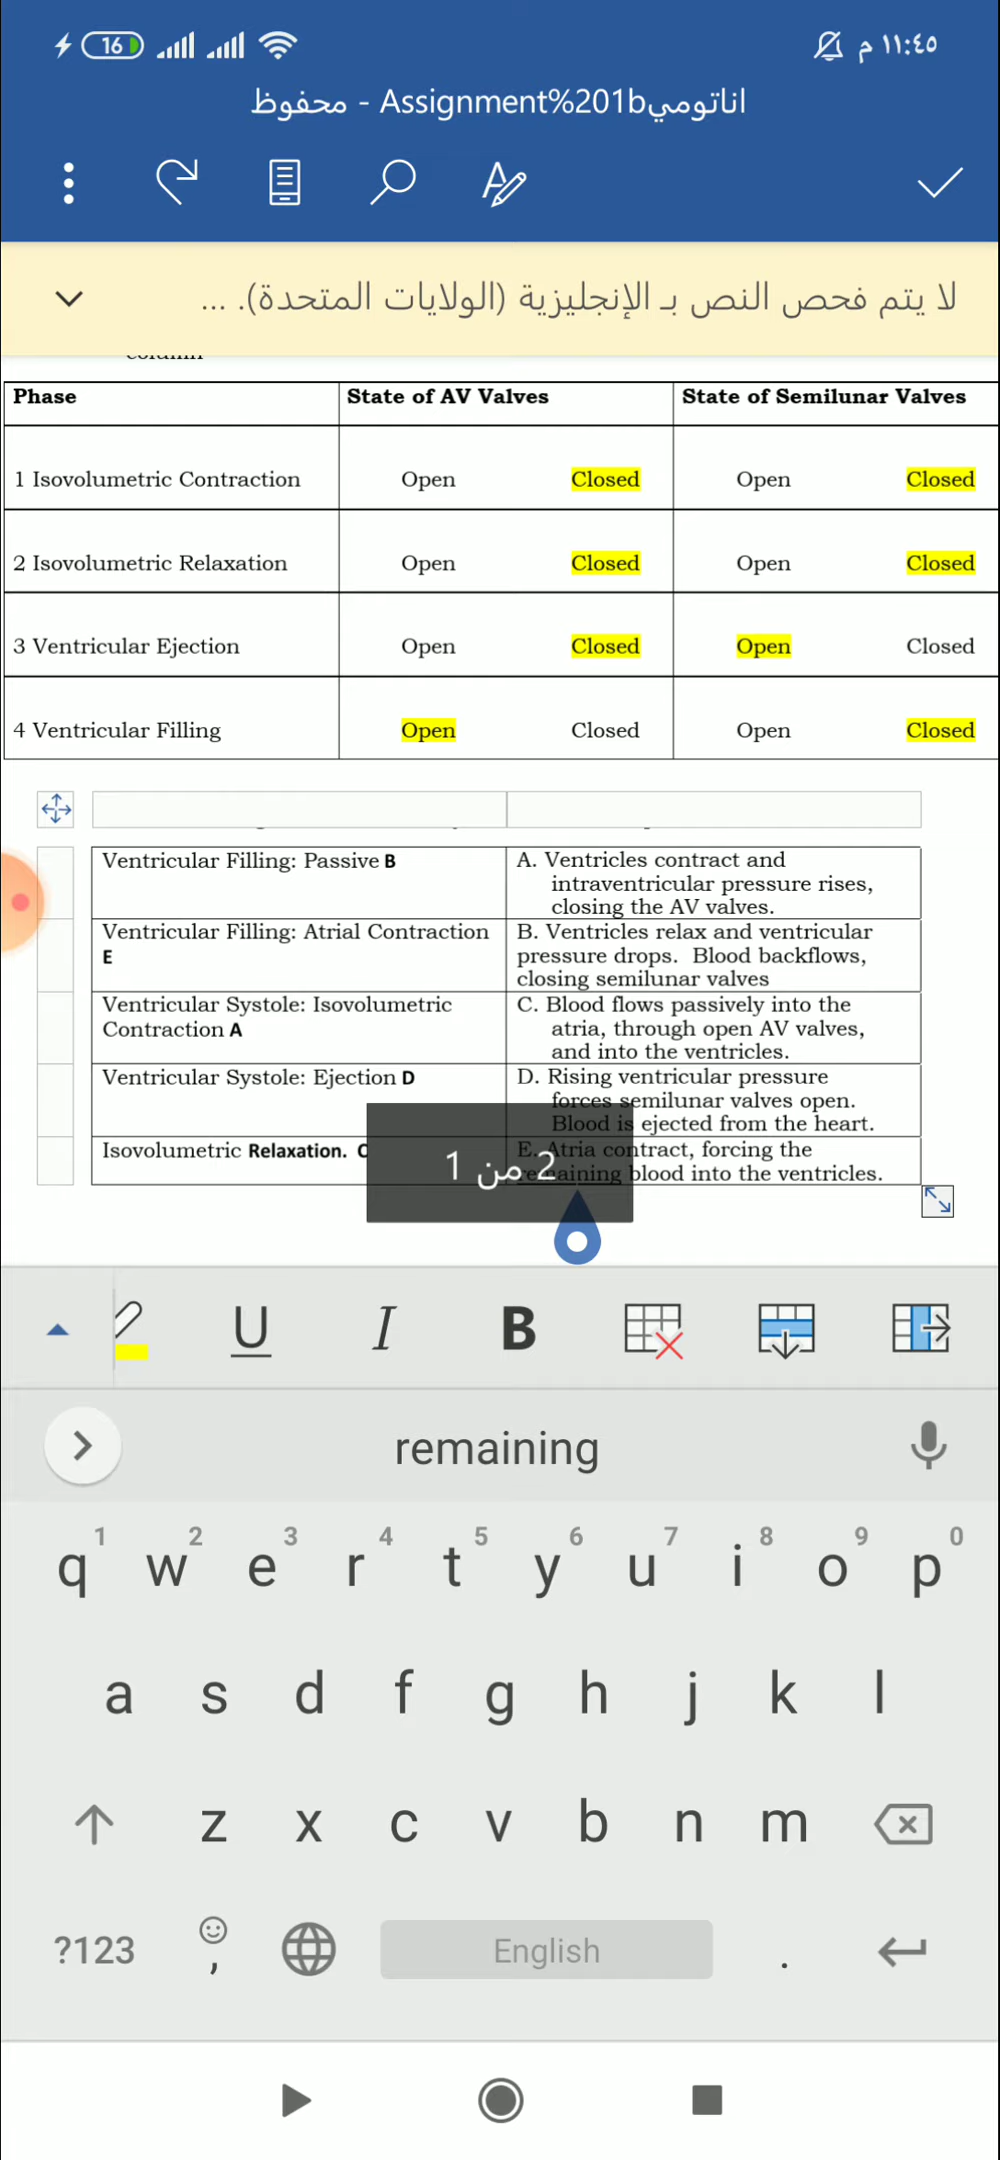 16
١١:٤٥ م
اناتوميAssignment%201b - محفوظ
لا يتم فحص النص بـ الإنجليزية (الولايات المتحدة). ...
column
Phase State of AV Valves State of Semilunar Valves
1 Isovolumetric Contraction Open Closed Open Closed
2 Isovolumetric Relaxation Open Closed Open Closed
3 Ventricular Ejection Open Closed Open Closed
4 Ventricular Filling Open Closed Open Closed
Ventricular Filling: Passive B
A. Ventricles contract and
intraventricular pressure rises,
closing the AV valves.
Ventricular Filling: Atrial Contraction
E
B. Ventricles relax and ventricular
pressure drops. Blood backflows,
closing semilunar valves
Ventricular Systole: Isovolumetric
Contraction A
C. Blood flows passively into the
atria, through open AV valves,
and into the ventricles.
Ventricular Systole: Ejection D
D. Rising ventricular pressure
forces semilunar valves open.
Blood is ejected from the heart.
Isovolumetric Relaxation. C
E. Atria contract, forcing the
remaining blood into the ventricles.
1 من 2
U I B
remaining
1 2 3 4 5 6 7 8 9 0
q w e r t y u i o p
a s d f g h j k l
z x c v b n m
?123 , English .